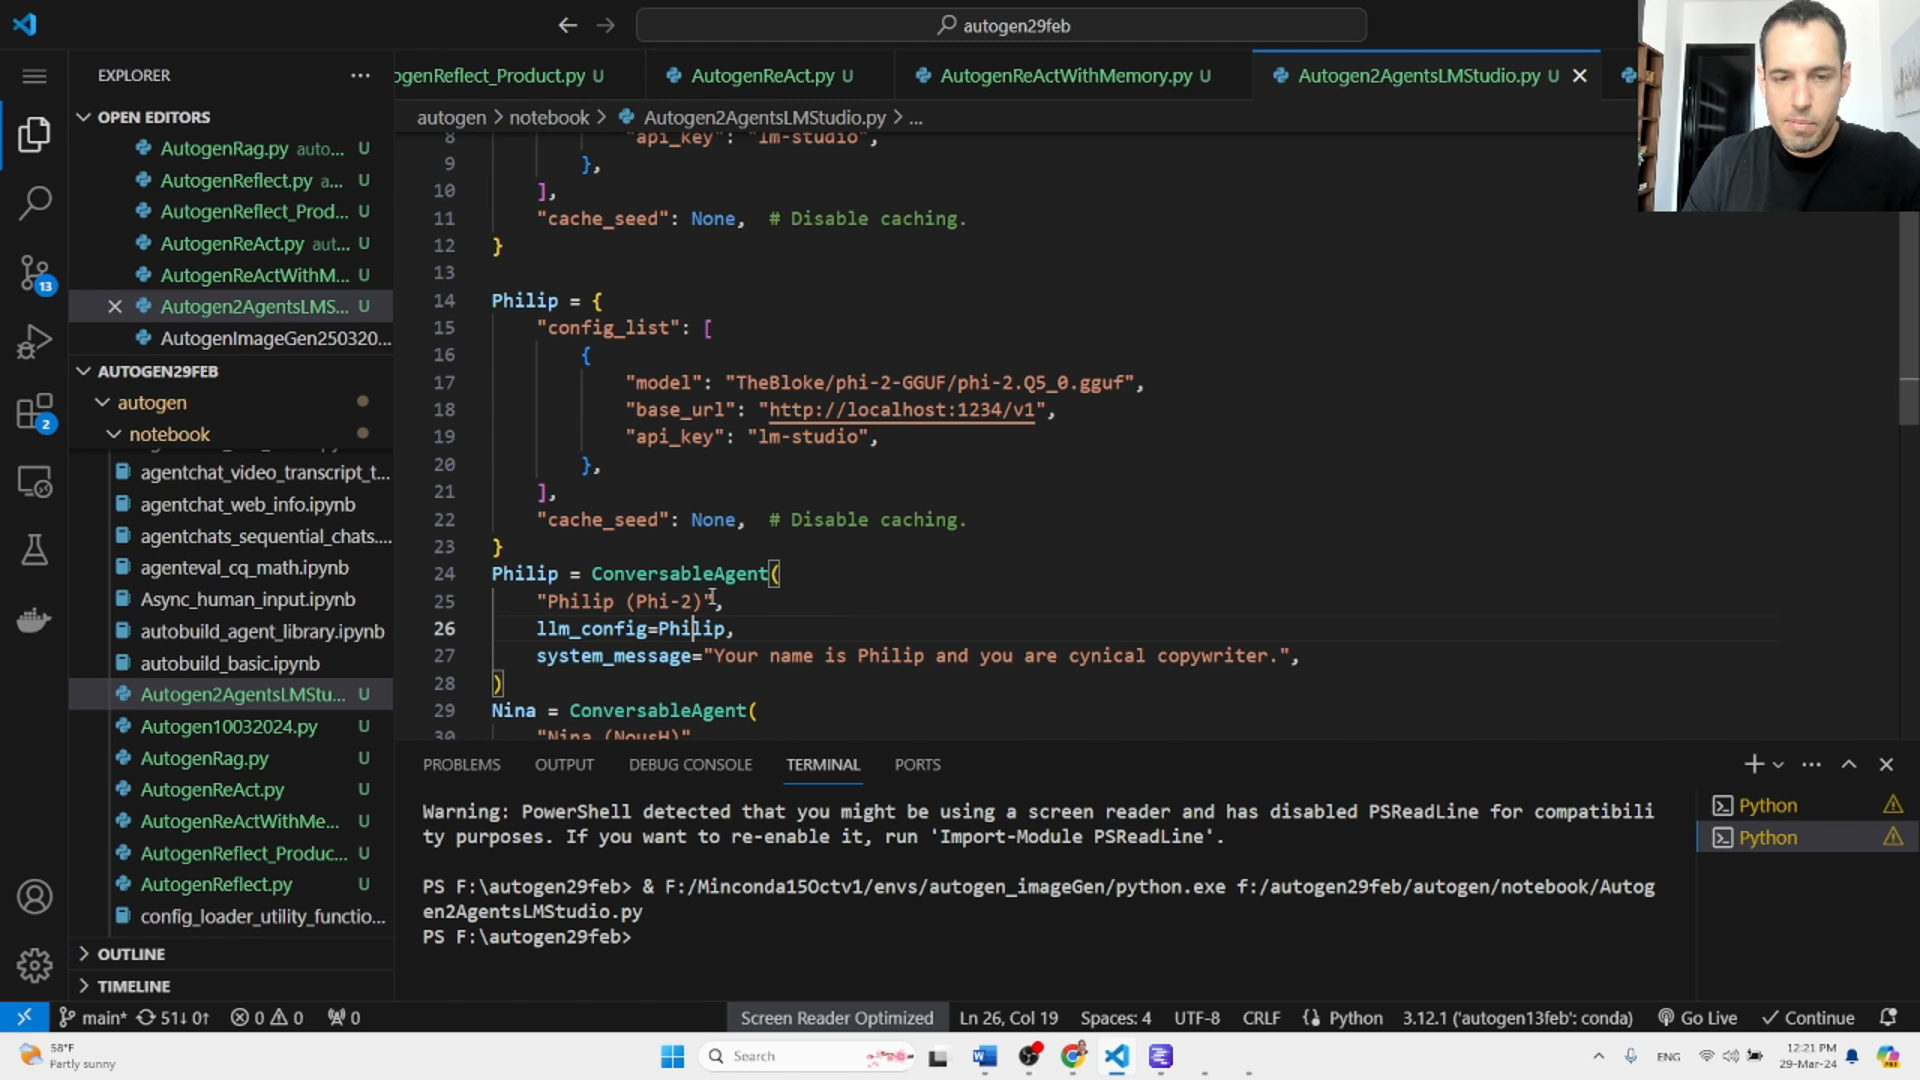 autogen29feb
EXPLORER
OPEN EDITORS
AutogenRag.py auto... U
AutogenReflect.py a... U
AutogenReflect_Prod... U
AutogenReAct.py aut... U
AutogenReActWithM... U
Autogen2AgentsLMS... U
AutogenImageGen250320...
AUTOGEN29FEB
autogen
notebook
agentchat_video_transcript_t...
agentchat_web_info.ipynb
agentchats_sequential_chats....
agenteval_cq_math.ipynb
Async_human_input.ipynb
autobuild_agent_library.ipynb
autobuild_basic.ipynb
Autogen2AgentsLMStu... U
Autogen10032024.py U
AutogenRag.py U
AutogenReAct.py U
AutogenReActWithMe... U
AutogenReflect_Produc... U
AutogenReflect.py U
config_loader_utility_functio...
OUTLINE
TIMELINE
13
2
ogenReflect_Product.py U
AutogenReAct.py U
AutogenReActWithMemory.py U
Autogen2AgentsLMStudio.py U
autogen > notebook > Autogen2AgentsLMStudio.py > ...
8 "api_key": "lm-studio",
9 },
10 ],
11 "cache_seed": None, # Disable caching.
12 }
13
14 Philip = {
15 "config_list": [
16 {
17 "model": "TheBloke/phi-2-GGUF/phi-2.Q5_0.gguf",
18 "base_url": "http://localhost:1234/v1",
19 "api_key": "lm-studio",
20 },
21 ],
22 "cache_seed": None, # Disable caching.
23 }
24 Philip = ConversableAgent(
25 "Philip (Phi-2)",
26 llm_config=Philip,
27 system_message="Your name is Philip and you are cynical copywriter.",
28 )
29 Nina = ConversableAgent(
30 "Nina (NousH)"
PROBLEMS OUTPUT DEBUG CONSOLE TERMINAL PORTS
Warning: PowerShell detected that you might be using a screen reader and has disabled PSReadLine for compatibili
ty purposes. If you want to re-enable it, run 'Import-Module PSReadLine'.
PS F:\autogen29feb> & F:/Minconda15Octv1/envs/autogen_imageGen/python.exe f:/autogen29feb/autogen/notebook/Autog
en2AgentsLMStudio.py
PS F:\autogen29feb>
Python
Python
main* 51↓ 0↑ 0 0 0
Screen Reader Optimized Ln 26, Col 19 Spaces: 4 UTF-8 CRLF Python 3.12.1 ('autogen13feb': conda) Go Live Continue
58°F
Partly sunny
Search
ENG
12:21 PM
29-Mar-24